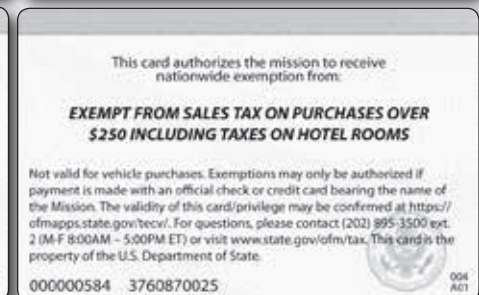 This card authorizes the mission to receive
nationwide exemption from:
EXEMPT FROM SALES TAX ON PURCHASES OVER
$250 INCLUDING TAXES ON HOTEL ROOMS
Not valid for vehicle purchases. Exemptions may only be authorized if
payment is made with an official check or credit card bearing the name of
the Mission. The validity of this card/privilege may be confirmed at https://
ofmapps.state.gov/tecv/. For questions, please contact (202) 895-3500 ext.
2 (M-F 8:00AM – 5:00PM ET) or visit www.state.gov/ofm/tax. This card is the
property of the U.S. Department of State.
000000584 3760870025
004
A01